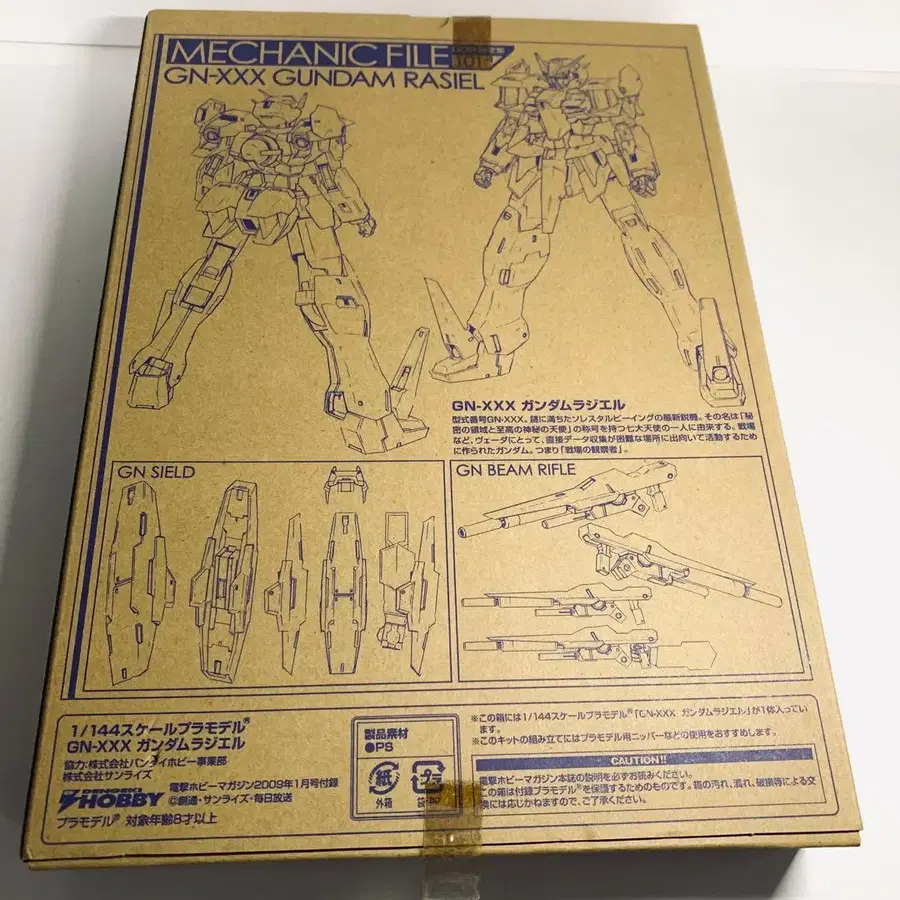 MECHANIC FILE
GN-XXX GUNDAM RASIEL
GN-XXX ガンダムラジエル
型式番号GN-XXX。謎に満ちたソレスタルビーイングの最新鋭機。その名は「秘
密の領域と至高の神秘の天使」の称号を持つ七大天使の一人に由来する。戦場
など、ヴェーダにとって、直接データ収集が困難な場所に出向いて活動するため
に作られたガンダム。つまり「戦場の観察者」。
GN SIELD
GN BEAM RIFLE
1/144スケールプラモデル®
GN-XXX ガンダムラジエル
協力:株式会社バンダイホビー事業部
株式会社サンライズ
DENGEKI
HOBBY
電撃ホビーマガジン2009年1月号付録
©創通・サンライズ・毎日放送
プラモデル® 対象年齢8才以上
製品素材
●PS
紙
外箱
プラ
※この箱には1/144スケールプラモデル®「GN-XXX ガンダムラジエル」が1体入ってい
ます。
※このキットの組み立てにはプラモデル用ニッパーなどの使用をおすすめします。
CAUTION!!
電撃ホビーマガジン本誌の説明を必ずお読みください。
この箱は付録プラモデル®を保護するためのものです。箱の汚れ、潰れ、破損等による交
換には応じかねますので、ご了承ください。